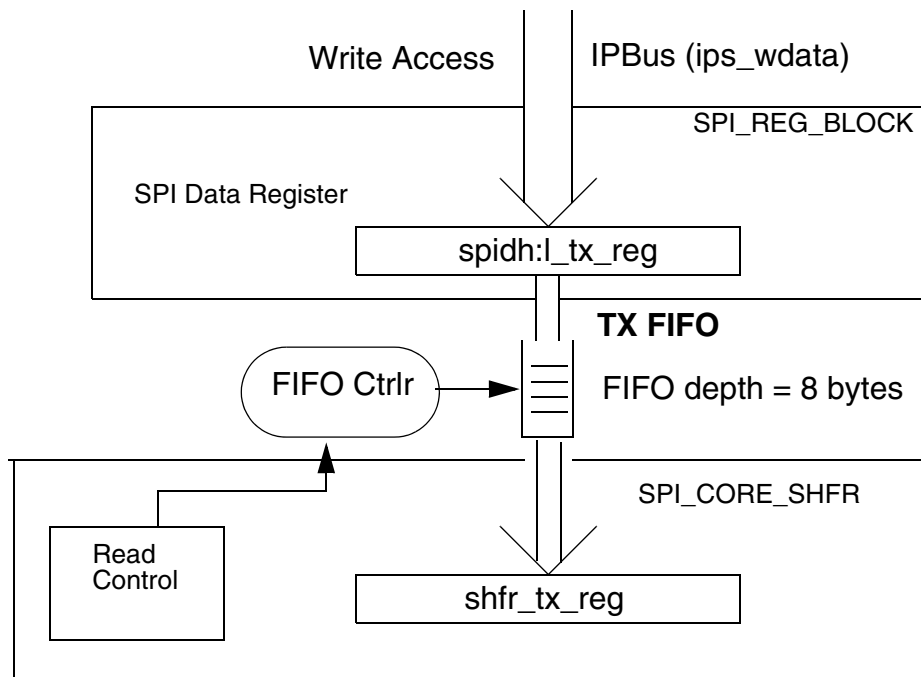 Write Access
IPBus (ips_wdata)
SPI_REG_BLOCK
SPI Data Register
spidh:l_tx_reg
TX FIFO
FIFO Ctrlr
FIFO depth = 8 bytes
SPI_CORE_SHFR
Read
Control
shfr_tx_reg